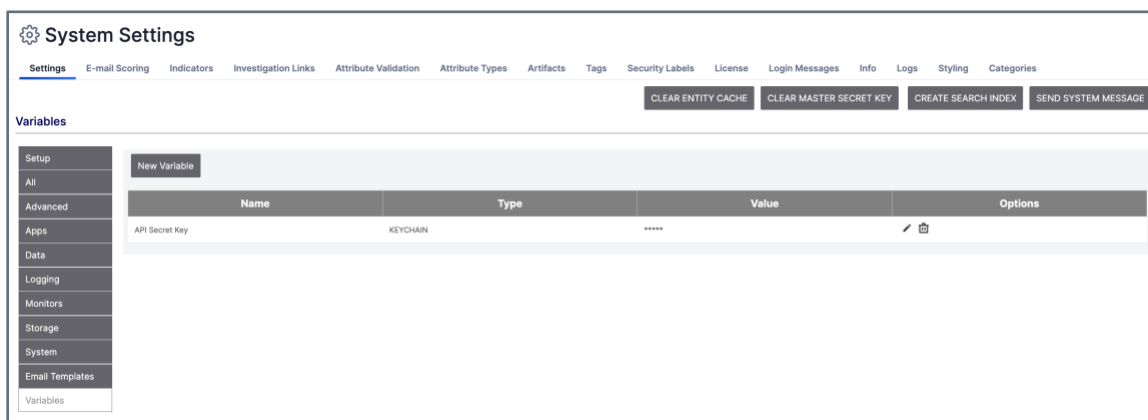 System Settings
Settings E-mail Scoring Indicators Investigation Links Attribute Validation Attribute Types Artifacts Tags Security Labels License Login Messages Info Logs Styling Categories
CLEAR ENTITY CACHE CLEAR MASTER SECRET KEY CREATE SEARCH INDEX SEND SYSTEM MESSAGE
Variables
Setup
New Variable
All
Advanced
Name Type Value Options
Apps
API Secret Key KEYCHAIN *****
Data
Logging
Monitors
Storage
System
Email Templates
Variables